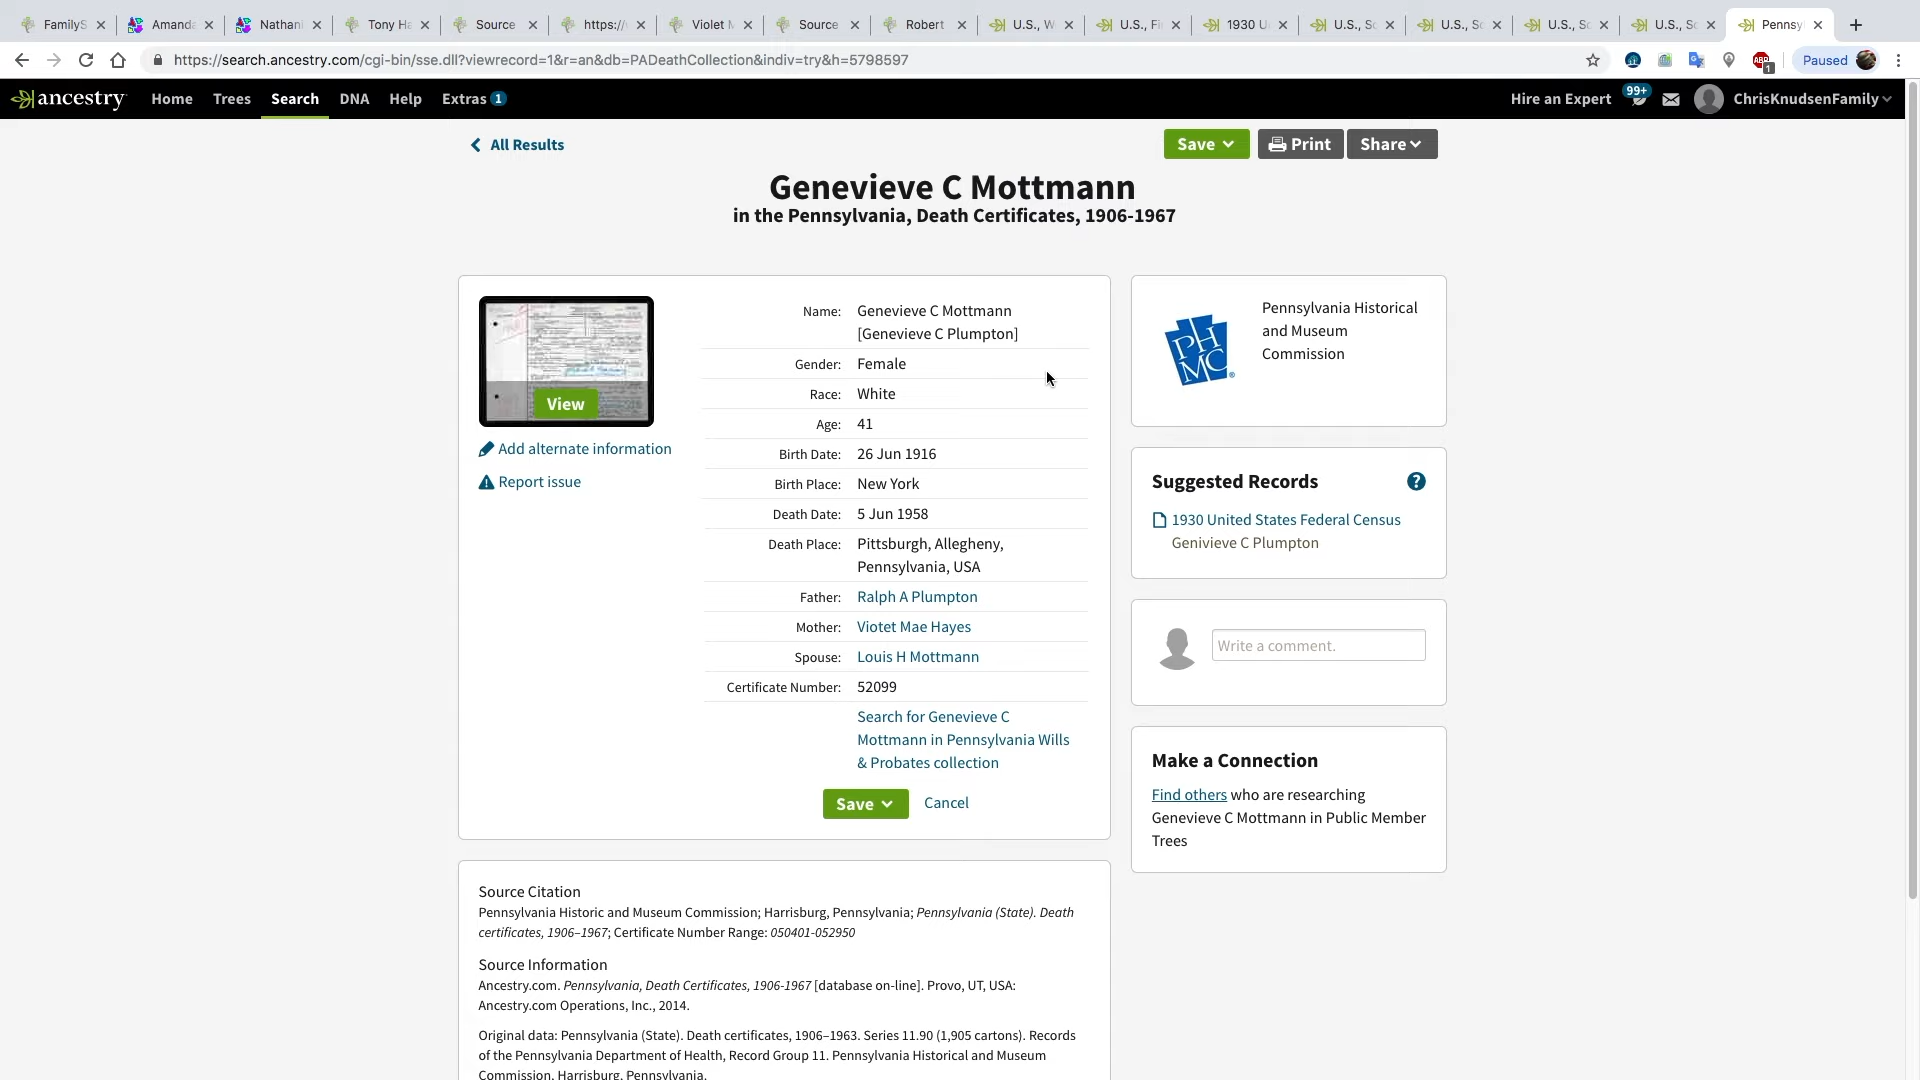 FamilyS
Amanda
Nathani
Tony Ha
Source
https://
Violet M
Source
Robert
U.S., W
U.S., Fi
1930 U
U.S., So
U.S., So
U.S., So
U.S., So
Pennsy
https://search.ancestry.com/cgi-bin/sse.dll?viewrecord=1&r=an&db=PADeathCollection&indiv=try&h=5798597
ABP
1
Paused
ancestry
Home
Trees
Search
DNA
Help
Extras 1
Hire an Expert
99+
ChrisKnudsenFamily
All Results
Save
Print
Share
Genevieve C Mottmann
in the Pennsylvania, Death Certificates, 1906-1967
View
Add alternate information
Report issue
Name: Genevieve C Mottmann
[Genevieve C Plumpton]
Gender: Female
Race: White
Age: 41
Birth Date: 26 Jun 1916
Birth Place: New York
Death Date: 5 Jun 1958
Death Place: Pittsburgh, Allegheny,
Pennsylvania, USA
Father: Ralph A Plumpton
Mother: Viotet Mae Hayes
Spouse: Louis H Mottmann
Certificate Number: 52099
Search for Genevieve C
Mottmann in Pennsylvania Wills
& Probates collection
Save
Cancel
PH
MC
®
Pennsylvania Historical
and Museum
Commission
Suggested Records
?
1930 United States Federal Census
Genivieve C Plumpton
Write a comment.
Make a Connection
Find others who are researching
Genevieve C Mottmann in Public Member
Trees
Source Citation
Pennsylvania Historic and Museum Commission; Harrisburg, Pennsylvania; Pennsylvania (State). Death
certificates, 1906–1967; Certificate Number Range: 050401-052950
Source Information
Ancestry.com. Pennsylvania, Death Certificates, 1906-1967 [database on-line]. Provo, UT, USA:
Ancestry.com Operations, Inc., 2014.
Original data: Pennsylvania (State). Death certificates, 1906–1963. Series 11.90 (1,905 cartons). Records
of the Pennsylvania Department of Health, Record Group 11. Pennsylvania Historical and Museum
Commission, Harrisburg, Pennsylvania.